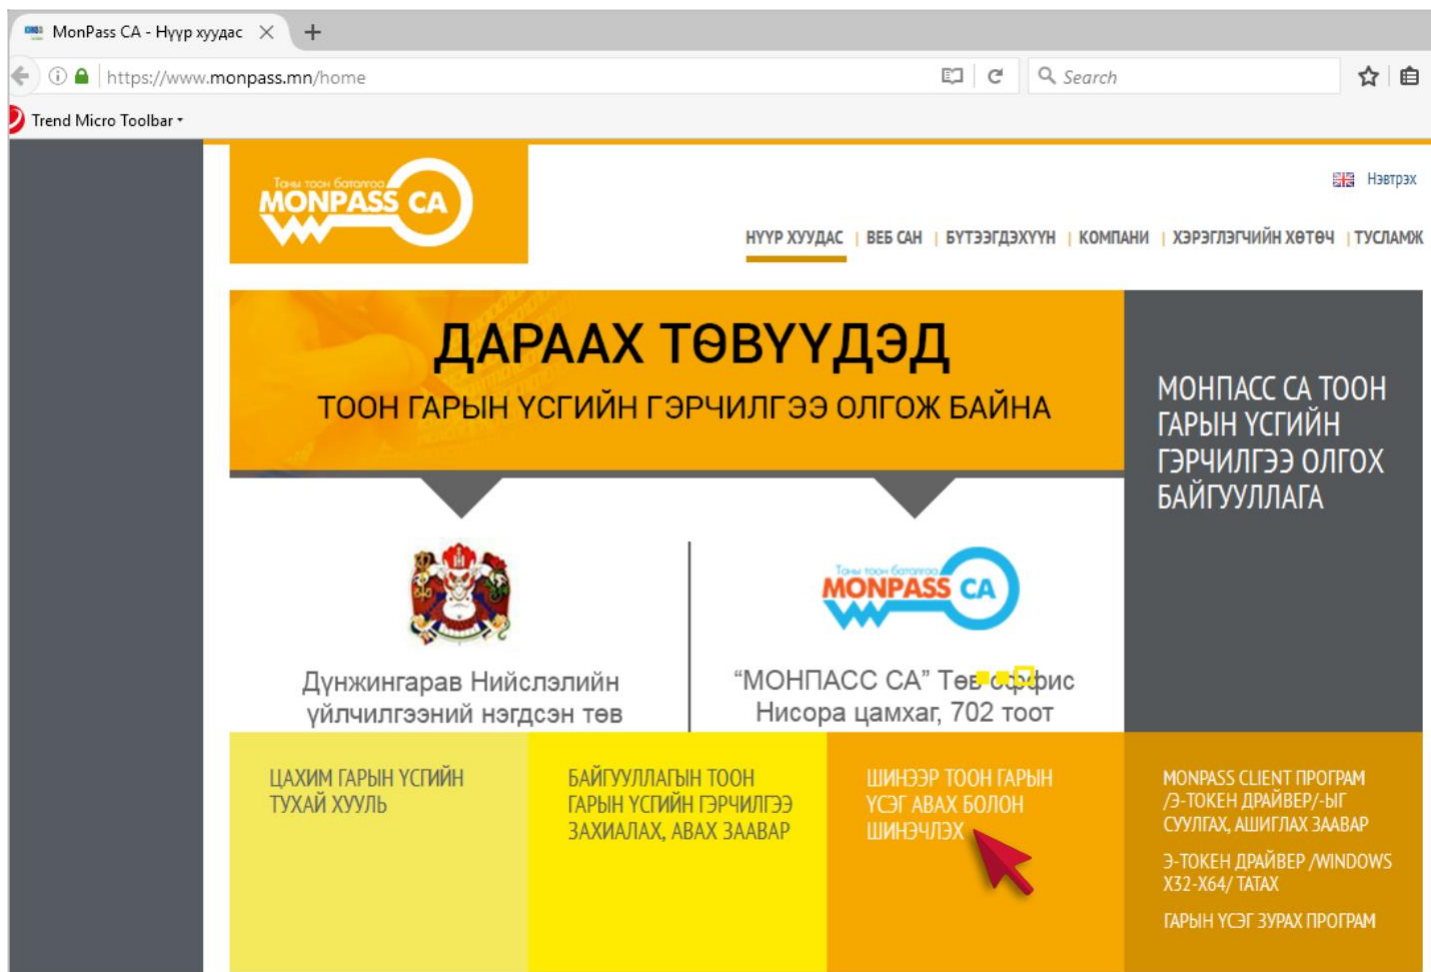 MonPass CA - Нүүр хуудас
https://www.monpass.mn/home
Search
Trend Micro Toolbar
Таны тоон баталгаа
MONPASS CA
Нэвтрэх
НҮҮР ХУУДАС | ВЕБ САН | БҮТЭЭГДЭХҮҮН | КОМПАНИ | ХЭРЭГЛЭГЧИЙН ХӨТӨЧ | ТУСЛАМЖ
ДАРААХ ТӨВҮҮДЭД
ТООН ГАРЫН ҮСГИЙН ГЭРЧИЛГЭЭ ОЛГОЖ БАЙНА
МОНПАСС СА ТООН
ГАРЫН ҮСГИЙН
ГЭРЧИЛГЭЭ ОЛГОХ
БАЙГУУЛЛАГА
Таны тоон баталгаа
MONPASS CA
Дүнжингарав Нийслэлийн
үйлчилгээний нэгдсэн төв
“МОНПАСС СА” Төв оффис
Нисора цамхаг, 702 тоот
ЦАХИМ ГАРЫН ҮСГИЙН
ТУХАЙ ХУУЛЬ
БАЙГУУЛЛАГЫН ТООН
ГАРЫН ҮСГИЙН ГЭРЧИЛГЭЭ
ЗАХИАЛАХ, АВАХ ЗААВАР
ШИНЭЭР ТООН ГАРЫН
ҮСЭГ АВАХ БОЛОН
ШИНЭЧЛЭХ
MONPASS CLIENT ПРОГРАМ
/Э-ТОКЕН ДРАЙВЕР/-ЫГ
СУУЛГАХ, АШИГЛАХ ЗААВАР
Э-ТОКЕН ДРАЙВЕР /WINDOWS
X32-X64/ ТАТАХ
ГАРЫН ҮСЭГ ЗУРАХ ПРОГРАМ